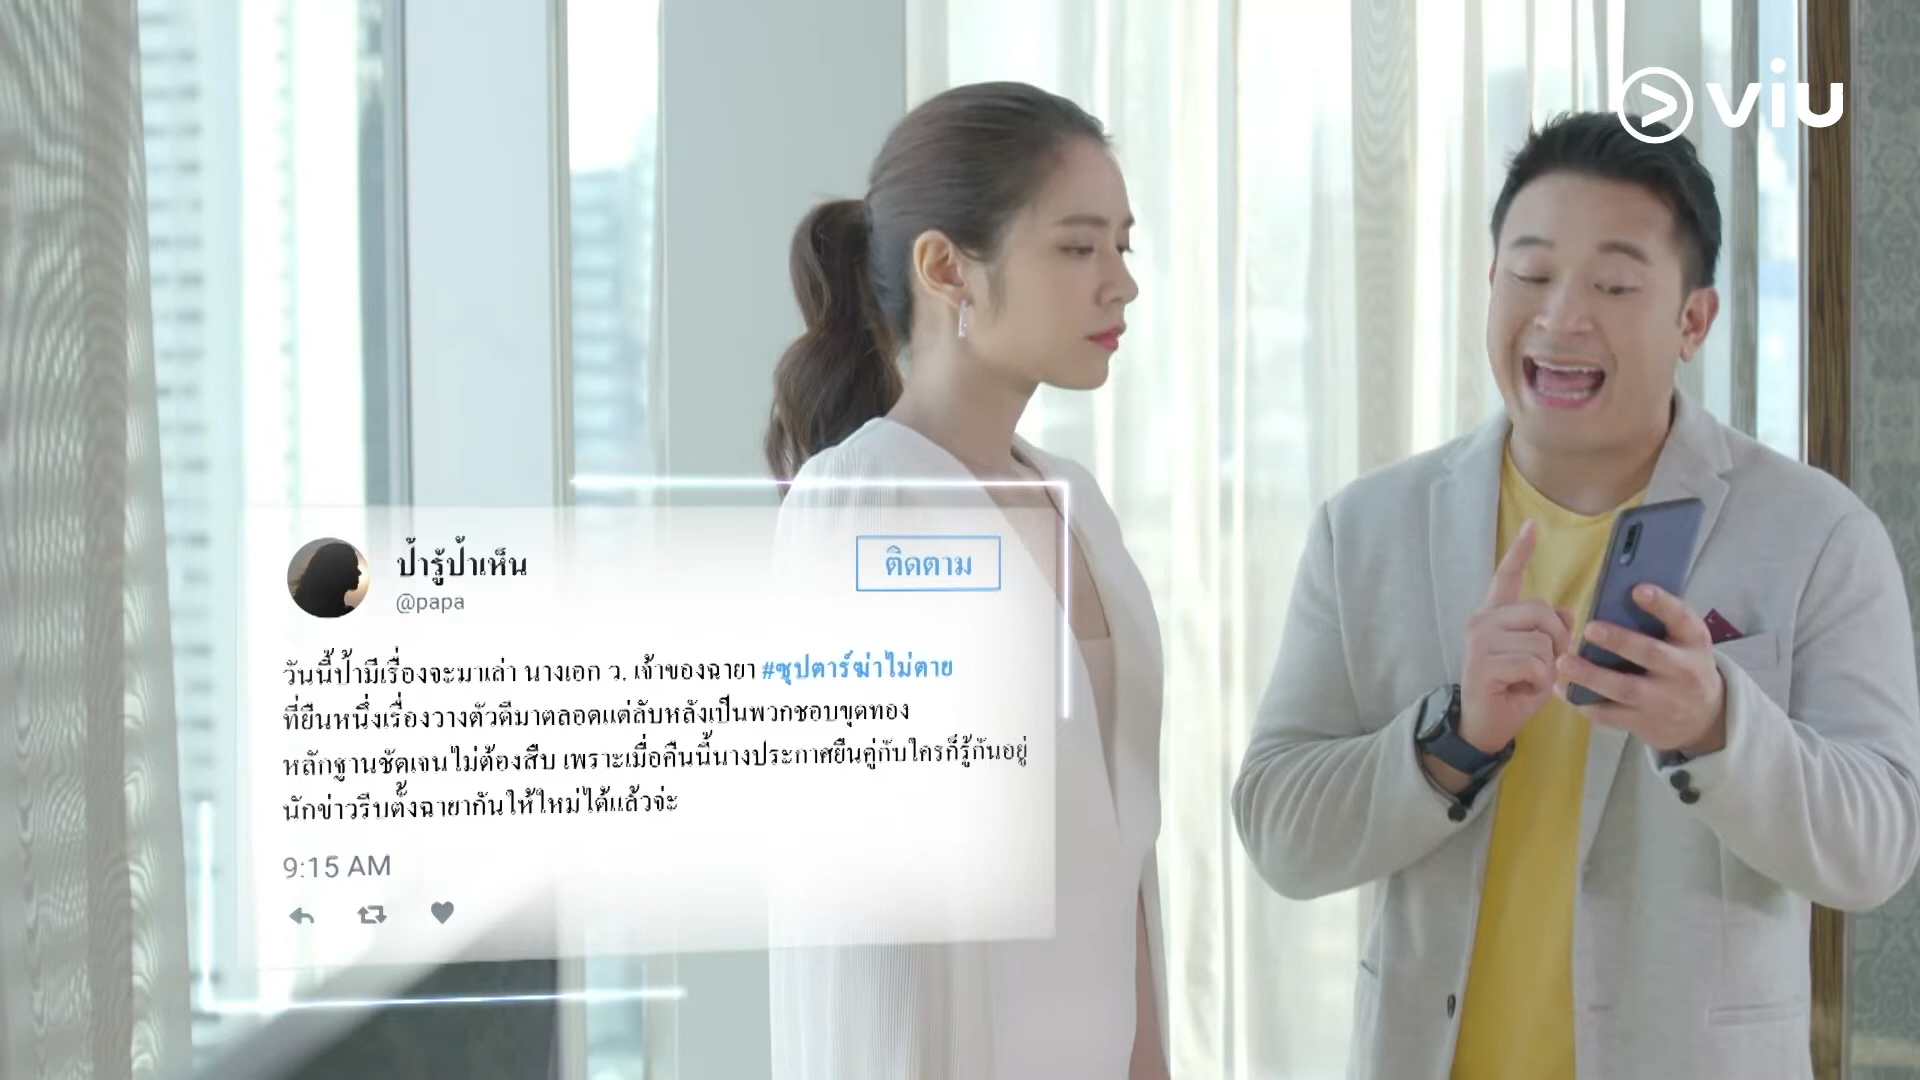 viu
ป้ารู้ป้าเห็น
ติดตาม
@papa
วันนี้ป้ามีเรื่องจะมาเล่า นางเอก ว. เจ้าของฉายา #ซุปตาร์ฆ่าไม่ตาย
ที่ยืนหนึ่งเรื่องวางตัวดีมาตลอดแต่ลับหลังเป็นพวกชอบขุดทอง
หลักฐานชัดเจนไม่ต้องสืบ เพราะเมื่อคืนนี้นางประกาศยืนคู่กับใครก็รู้กันอยู่
นักข่าวรีบตั้งฉายากันให้ใหม่ได้แล้วจ่ะ
9:15 AM